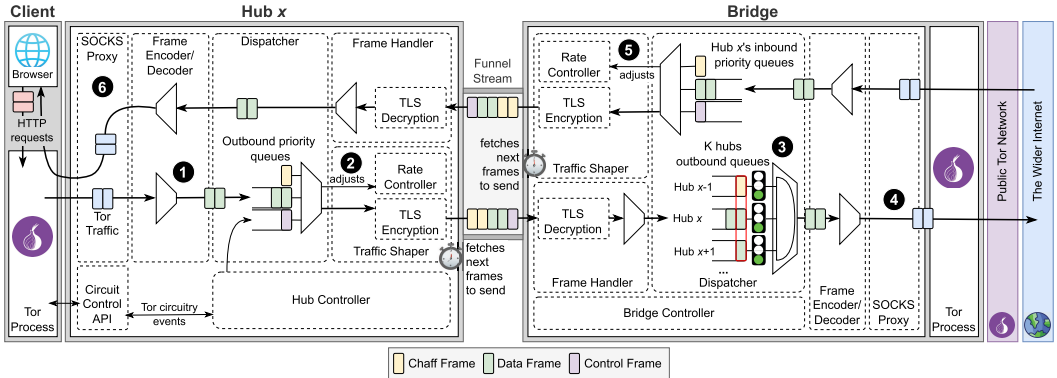 Client
Hub x
Bridge
Browser
HTTP
requests
Tor
Process
SOCKS
Proxy
6
Tor
Traffic
Circuit
Control
API
Frame
Encoder/
Decoder
1
Tor circuitry
events
Dispatcher
Outbound priority
queues
Frame Handler
TLS
Decryption
2
adjusts
Rate
Controller
TLS
Encryption
Traffic Shaper
Hub Controller
Funnel
Stream
fetches
next
frames
to send
fetches
next
frames
to send
Rate
Controller
5
adjusts
TLS
Encryption
Traffic Shaper
Hub x's inbound
priority queues
TLS
Decryption
Frame Handler
K hubs
outbound queues
3
Hub x-1
Hub x
Hub x+1
...
Dispatcher
Bridge Controller
4
Frame
Encoder/
Decoder
SOCKS
Proxy
Tor
Process
Public Tor Network
The Wider Internet
Chaff Frame
Data Frame
Control Frame